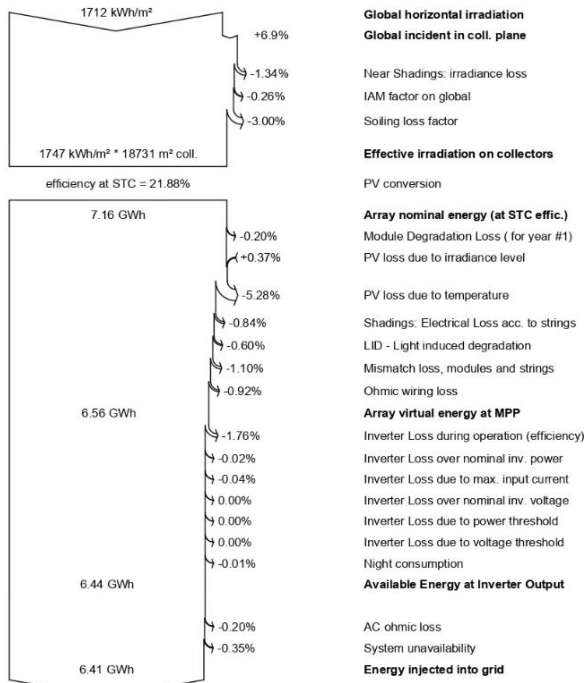 1712 kWh/m² Global horizontal irradiation
+6.9% Global incident in coll. plane
-1.34% Near Shadings: irradiance loss
-0.26% IAM factor on global
-3.00% Soiling loss factor
1747 kWh/m² * 18731 m² coll. Effective irradiation on collectors
efficiency at STC = 21.88% PV conversion
7.16 GWh Array nominal energy (at STC effic.)
-0.20% Module Degradation Loss ( for year #1)
+0.37% PV loss due to irradiance level
-5.28% PV loss due to temperature
-0.84% Shadings: Electrical Loss acc. to strings
-0.60% LID - Light induced degradation
-1.10% Mismatch loss, modules and strings
-0.92% Ohmic wiring loss
6.56 GWh Array virtual energy at MPP
-1.76% Inverter Loss during operation (efficiency)
-0.02% Inverter Loss over nominal inv. power
-0.04% Inverter Loss due to max. input current
0.00% Inverter Loss over nominal inv. voltage
0.00% Inverter Loss due to power threshold
0.00% Inverter Loss due to voltage threshold
-0.01% Night consumption
6.44 GWh Available Energy at Inverter Output
-0.20% AC ohmic loss
-0.35% System unavailability
6.41 GWh Energy injected into grid